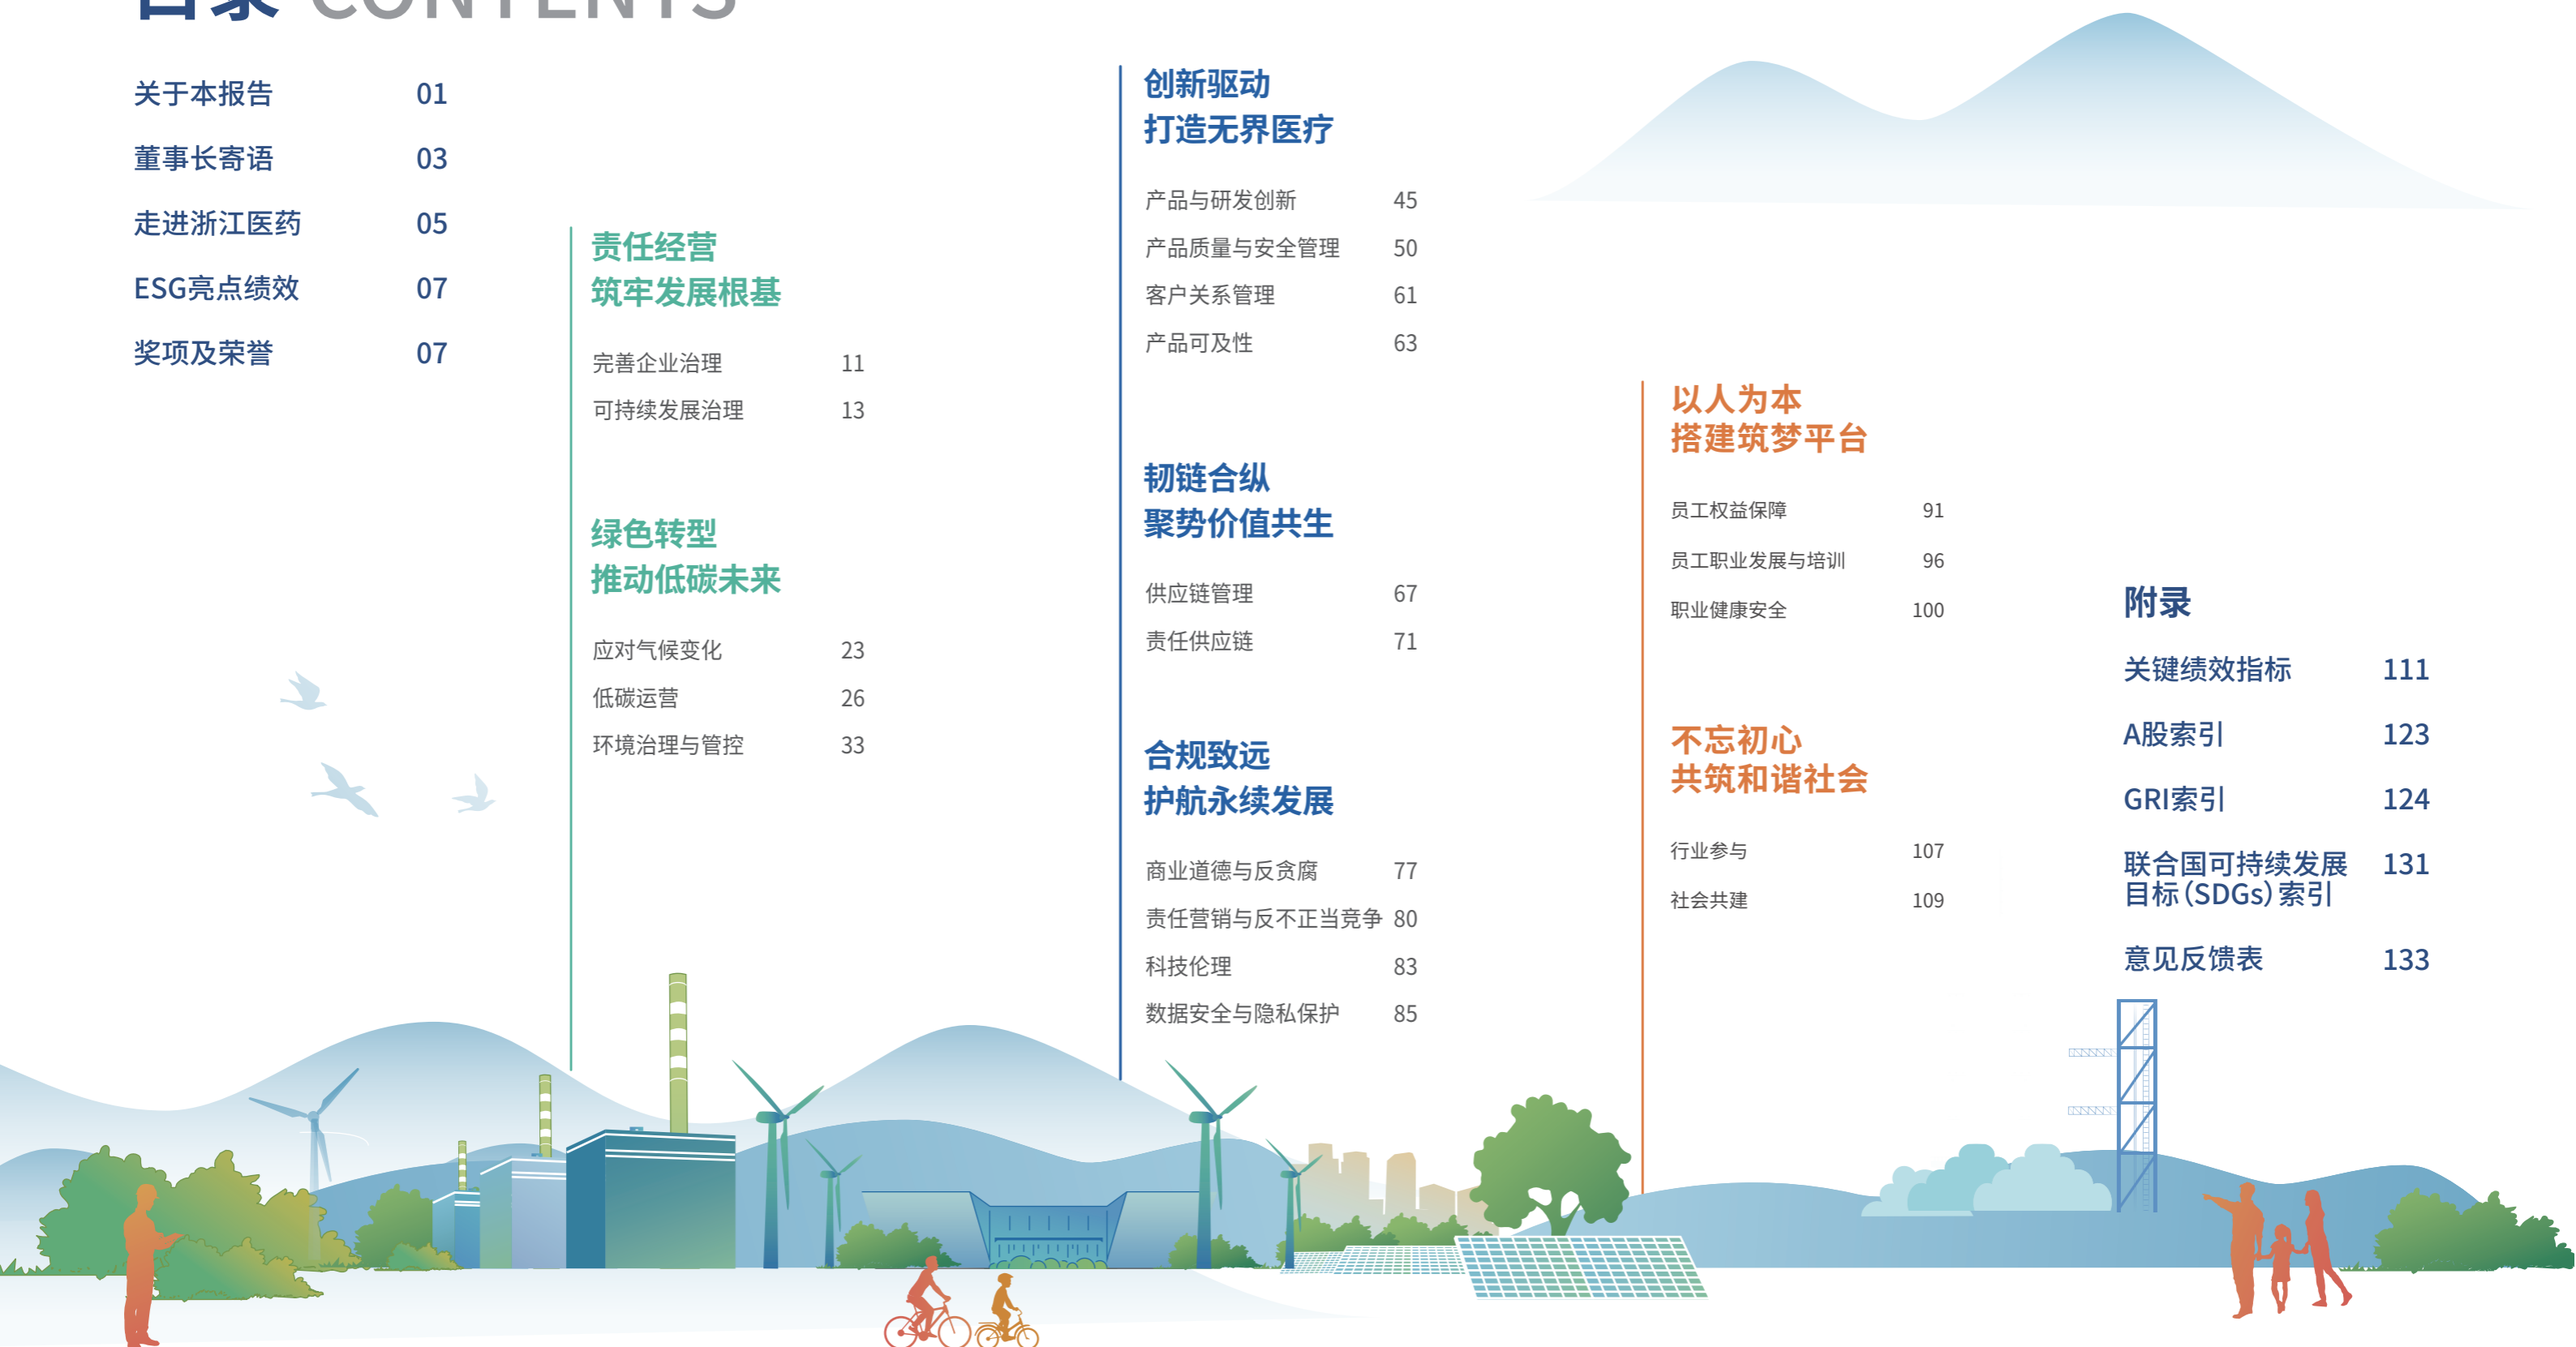 目录 CONTENTS
关于本报告 01
董事长寄语 03
走进浙江医药 05
ESG亮点绩效 07
奖项及荣誉 07
责任经营
筑牢发展根基
完善企业治理 11
可持续发展治理 13
绿色转型
推动低碳未来
应对气候变化 23
低碳运营 26
环境治理与管控 33
创新驱动
打造无界医疗
产品与研发创新 45
产品质量与安全管理 50
客户关系管理 61
产品可及性 63
韧链合纵
聚势价值共生
供应链管理 67
责任供应链 71
合规致远
护航永续发展
商业道德与反贪腐 77
责任营销与反不正当竞争 80
科技伦理 83
数据安全与隐私保护 85
以人为本
搭建筑梦平台
员工权益保障 91
员工职业发展与培训 96
职业健康安全 100
不忘初心
共筑和谐社会
行业参与 107
社会共建 109
附录
关键绩效指标 111
A股索引 123
GRI索引 124
联合国可持续发展 131
目标（SDGs）索引
意见反馈表 133